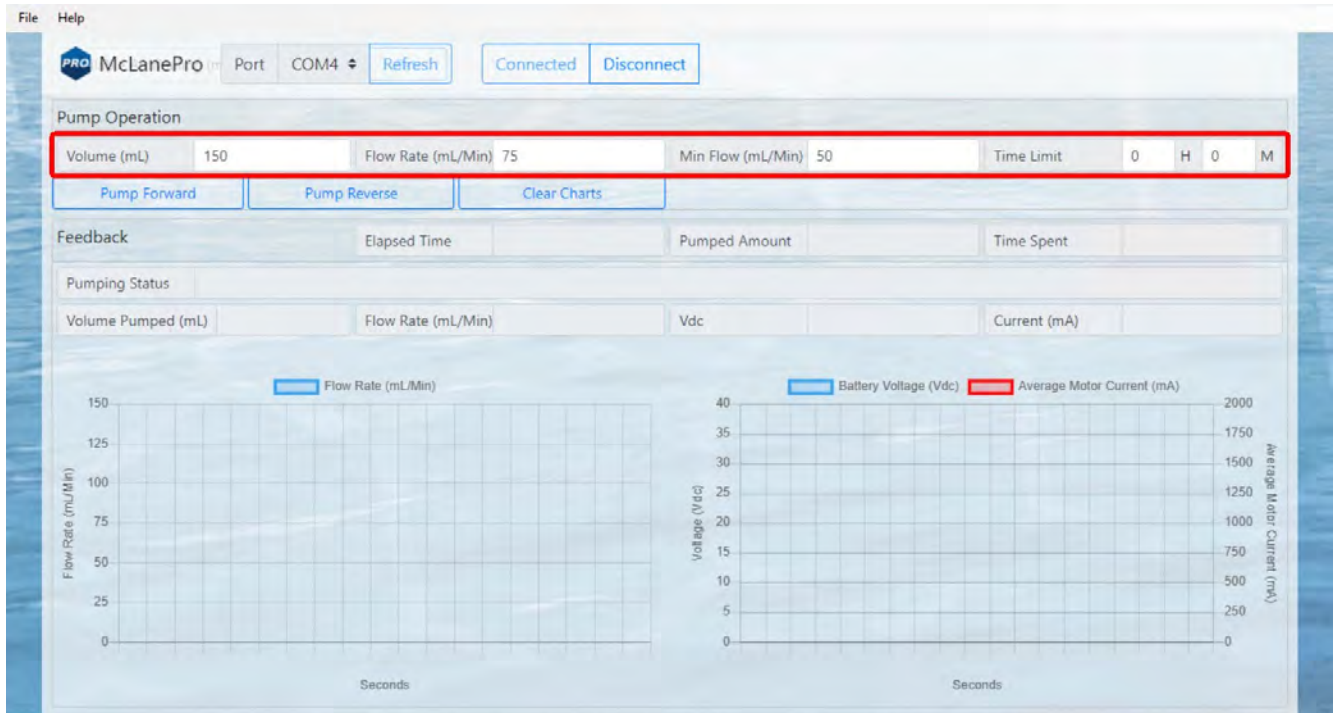 File Help
PRO McLanePro Port COM4 Refresh Connected Disconnect
Pump Operation
Volume (mL) 150 Flow Rate (mL/Min) 75 Min Flow (mL/Min) 50 Time Limit 0 H 0 M
Pump Forward Pump Reverse Clear Charts
Feedback Elapsed Time Pumped Amount Time Spent
Pumping Status
Volume Pumped (mL) Flow Rate (mL/Min) Vdc Current (mA)
Flow Rate (mL/Min)
150
125
100
75
50
25
0
Flow Rate (mL/Min)
Seconds
Battery Voltage (Vdc) Average Motor Current (mA)
40
35
30
25
20
15
10
5
0
Voltage (Vdc)
2000
1750
1500
1250
1000
750
500
250
0
Average Motor Current (mA)
Seconds